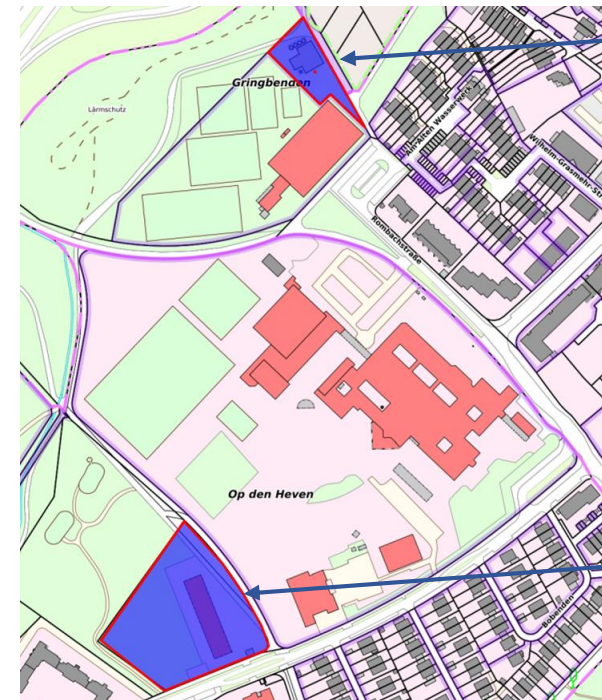 Gringbenden
Lärmschutz
Am Alten Wasserwerk
Wilhelm-Grasmehr-Str
Rombachstraße
Op den Heven
Bobenden